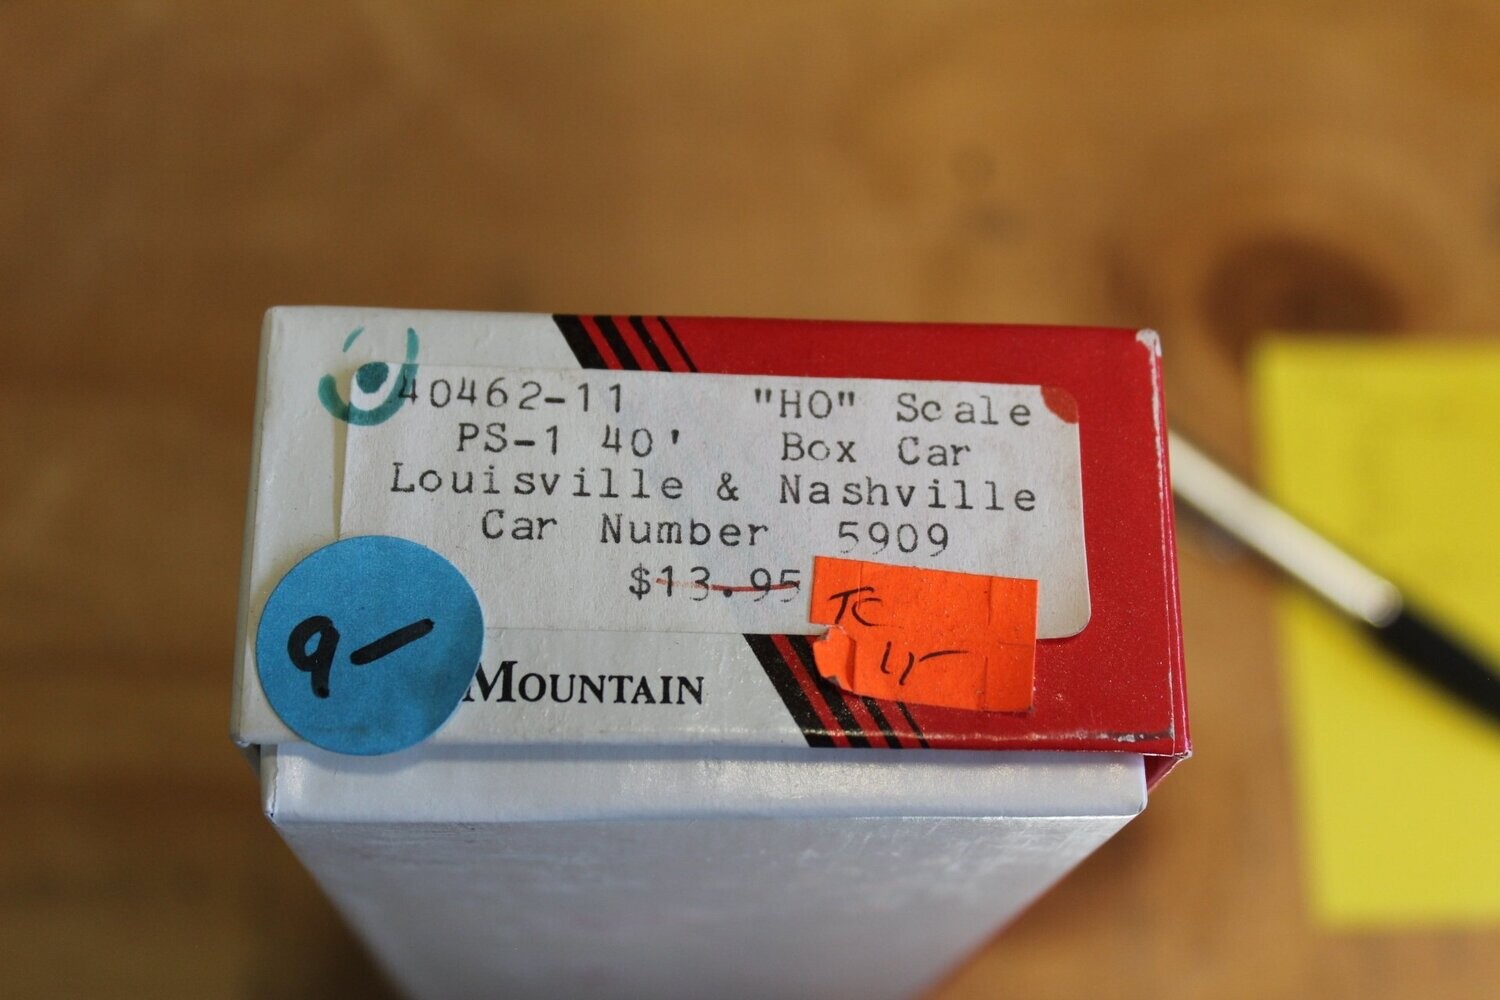 40462-11 "HO" Scale
PS-1 40' Box Car
Louisville & Nashville
Car Number 5909
$13.95
TC
9-
MOUNTAIN